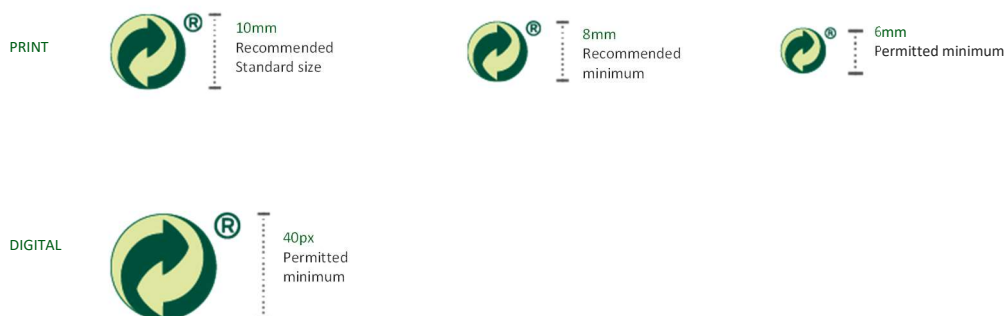 PRINT
®
10mm
Recommended
Standard size
®
8mm
Recommended
minimum
®
6mm
Permitted minimum
DIGITAL
®
40px
Permitted
minimum